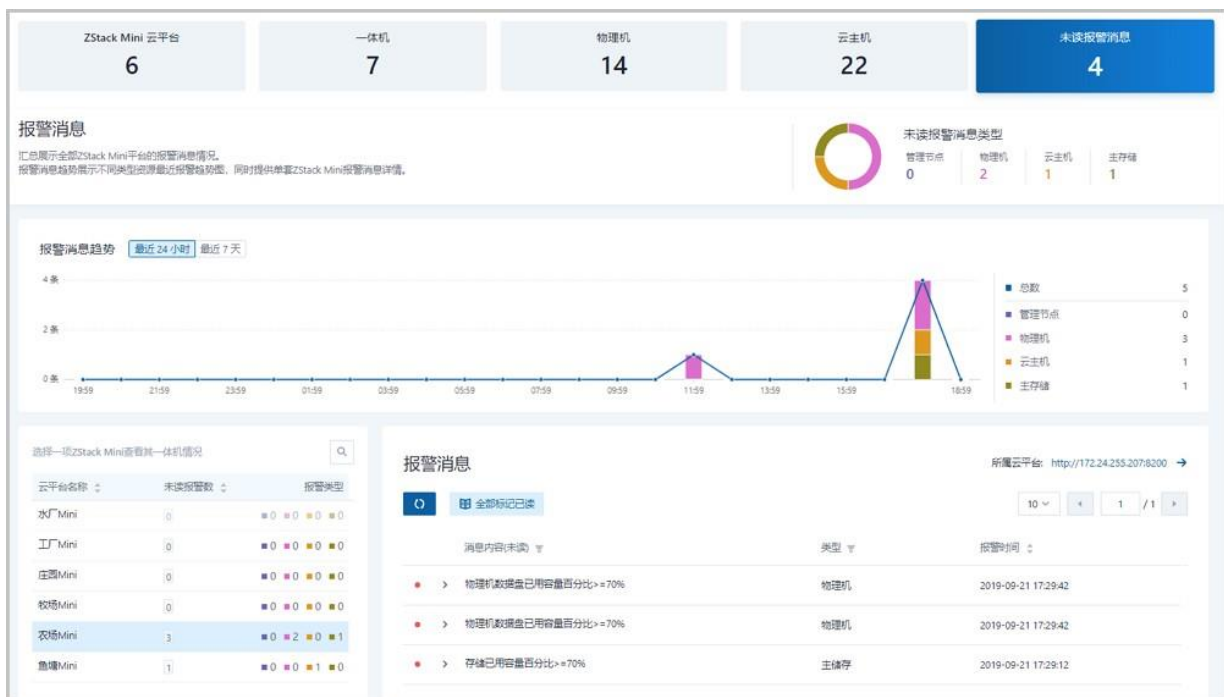 ZStack Mini 云平台
6
一体机
7
物理机
14
云主机
22
未读报警消息
4
报警消息
汇总展示全部ZStack Mini平台的报警消息情况。
报警消息趋势展示不同类型资源最近报警趋势图，同时提供单套ZStack Mini报警消息详情。
未读报警消息类型
管理节点 物理机 云主机 主存储
0 2 1 1
报警消息趋势 最近 24 小时 最近 7 天
4 条
2 条
0 条
19:59 21:59 23:59 01:59 03:59 05:59 07:59 09:59 11:59 13:59 15:59 18:59
总数 5
管理节点 0
物理机 3
云主机 1
主存储 1
选择一项ZStack Mini查看其一体机情况
云平台名称 未读报警数 报警类型
水厂Mini 0 0 0 0 0
工厂Mini 0 0 0 0 0
庄园Mini 0 0 0 0 0
牧场Mini 0 0 0 0 0
农场Mini 3 0 2 0 1
鱼塘Mini 1 0 0 1 0
报警消息
所属云平台: http://172.24.255.207:8200 →
全部标记已读
10 1 / 1
消息内容(未读) 类型 报警时间
物理机数据盘已用容量百分比>=70% 物理机 2019-09-21 17:29:42
物理机数据盘已用容量百分比>=70% 物理机 2019-09-21 17:29:42
存储已用容量百分比>=70% 主储存 2019-09-21 17:29:12